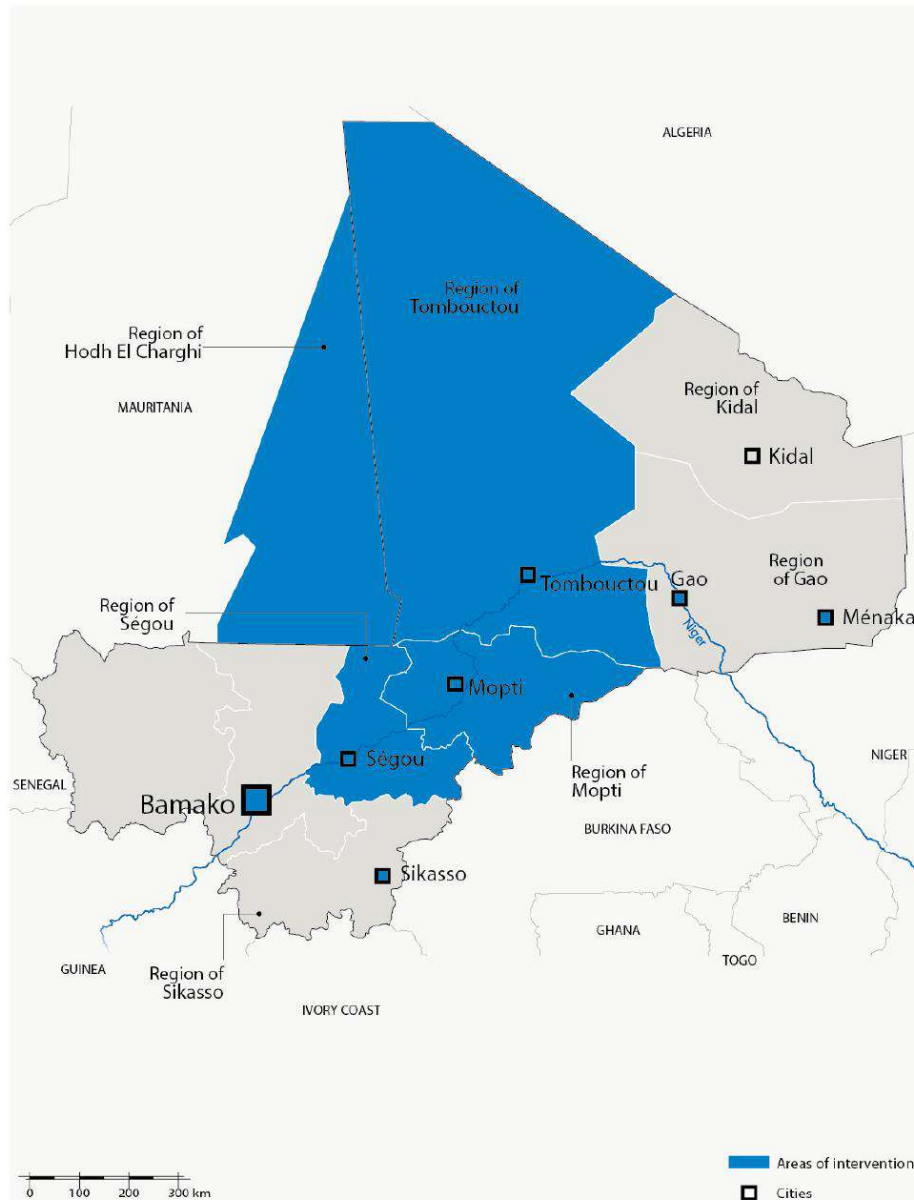 ALGERIA
Region of
Tombouctou
Region of
Hodh El Charghi
MAURITANIA
Region of
Kidal
Kidal
Tombouctou
Gao
Region
of Gao
Ménaka
Niger
Region of
Ségou
Mopti
Ségou
Region of
Mopti
NIGER
SENEGAL
Bamako
BURKINA FASO
Sikasso
GHANA
BENIN
TOGO
GUINEA
Region of
Sikasso
IVORY COAST
0 100 200 300 km
Areas of intervention
Cities